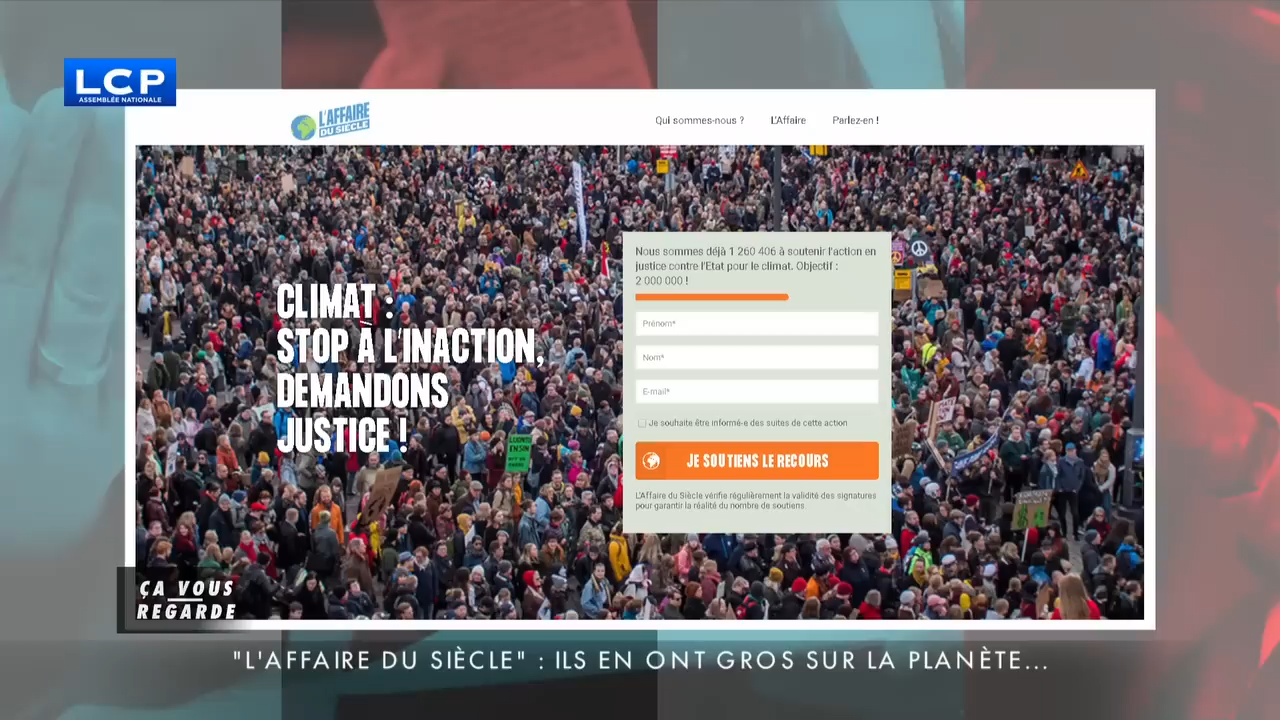 LCP
ASSEMBLÉE NATIONALE
L'AFFAIRE
DU SIÈCLE
Qui sommes-nous ?
L'Affaire
Parlez-en !
Nous sommes déjà 1 260 406 à soutenir l'action en
justice contre l'Etat pour le climat. Objectif :
2 000 000 !
CLIMAT :
STOP À L'INACTION,
DEMANDONS
JUSTICE !
Prénom*
Nom*
E-mail*
Je souhaite être informé·e des suites de cette action
JE SOUTIENS LE RECOURS
L'Affaire du Siècle vérifie régulièrement la validité des signatures
pour garantir la réalité du nombre de soutiens
ÇA VOUS
REGARDE
"L'AFFAIRE DU SIÈCLE" : ILS EN ONT GROS SUR LA PLANÈTE...